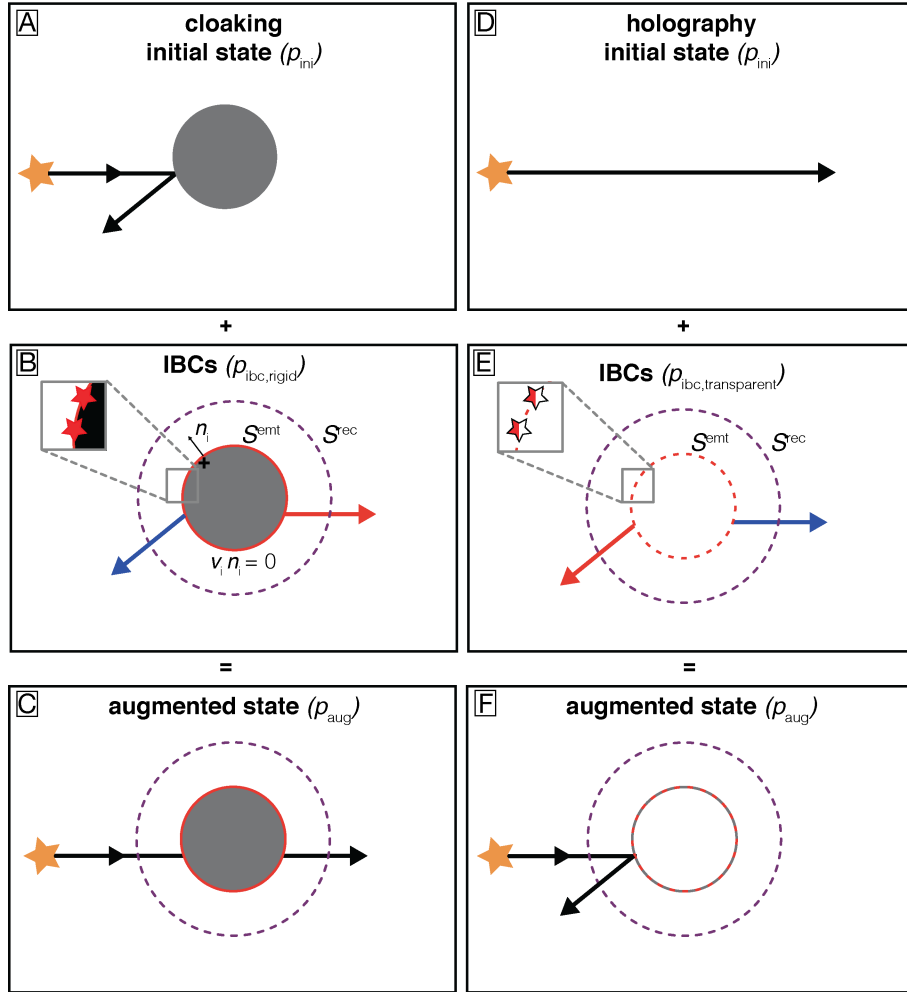 A
cloaking
initial state (p_ini)
+
B
IBCs (p_ibc,rigid)
n_i
S^emt
S^rec
v_i n_i = 0
=
C
augmented state (p_aug)
D
holography
initial state (p_ini)
+
E
IBCs (p_ibc,transparent)
S^emt
S^rec
=
F
augmented state (p_aug)